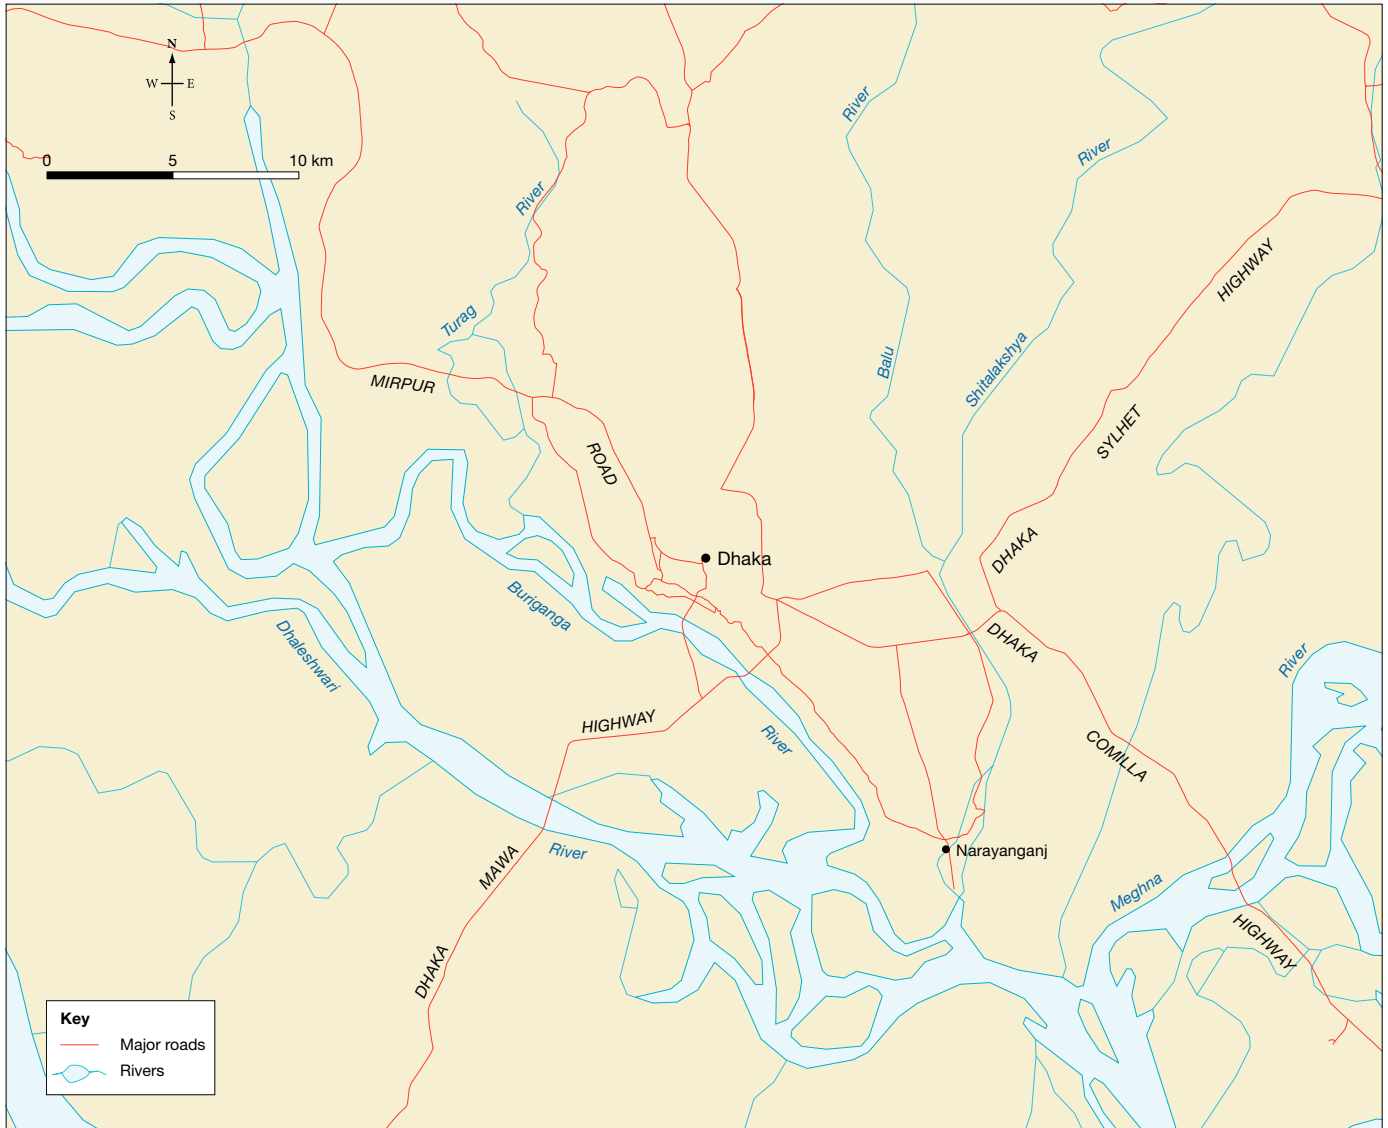 N
W E
S
0 5 10 km
River
River
River
HIGHWAY
Turag
Balu
Shitalakshya
MIRPUR
SYLHET
ROAD
DHAKA
Dhaka
Buriganga
DHAKA
Dhaleshwari
River
HIGHWAY
River
COMILLA
River
MAWA
Narayanganj
Meghna
HIGHWAY
DHAKA
Key
Major roads
Rivers